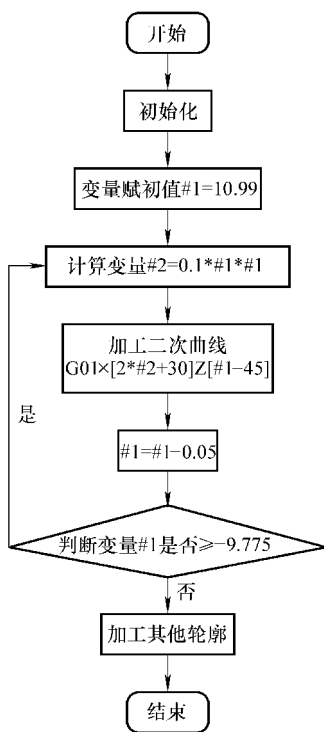 开始
初始化
变量赋初值#1=10.99
计算变量#2=0.1*#1*#1
加工二次曲线
G01×[2*#2+30]Z[#1-45]
是
#1=#1-0.05
判断变量#1是否≥-9.775
否
加工其他轮廓
结束